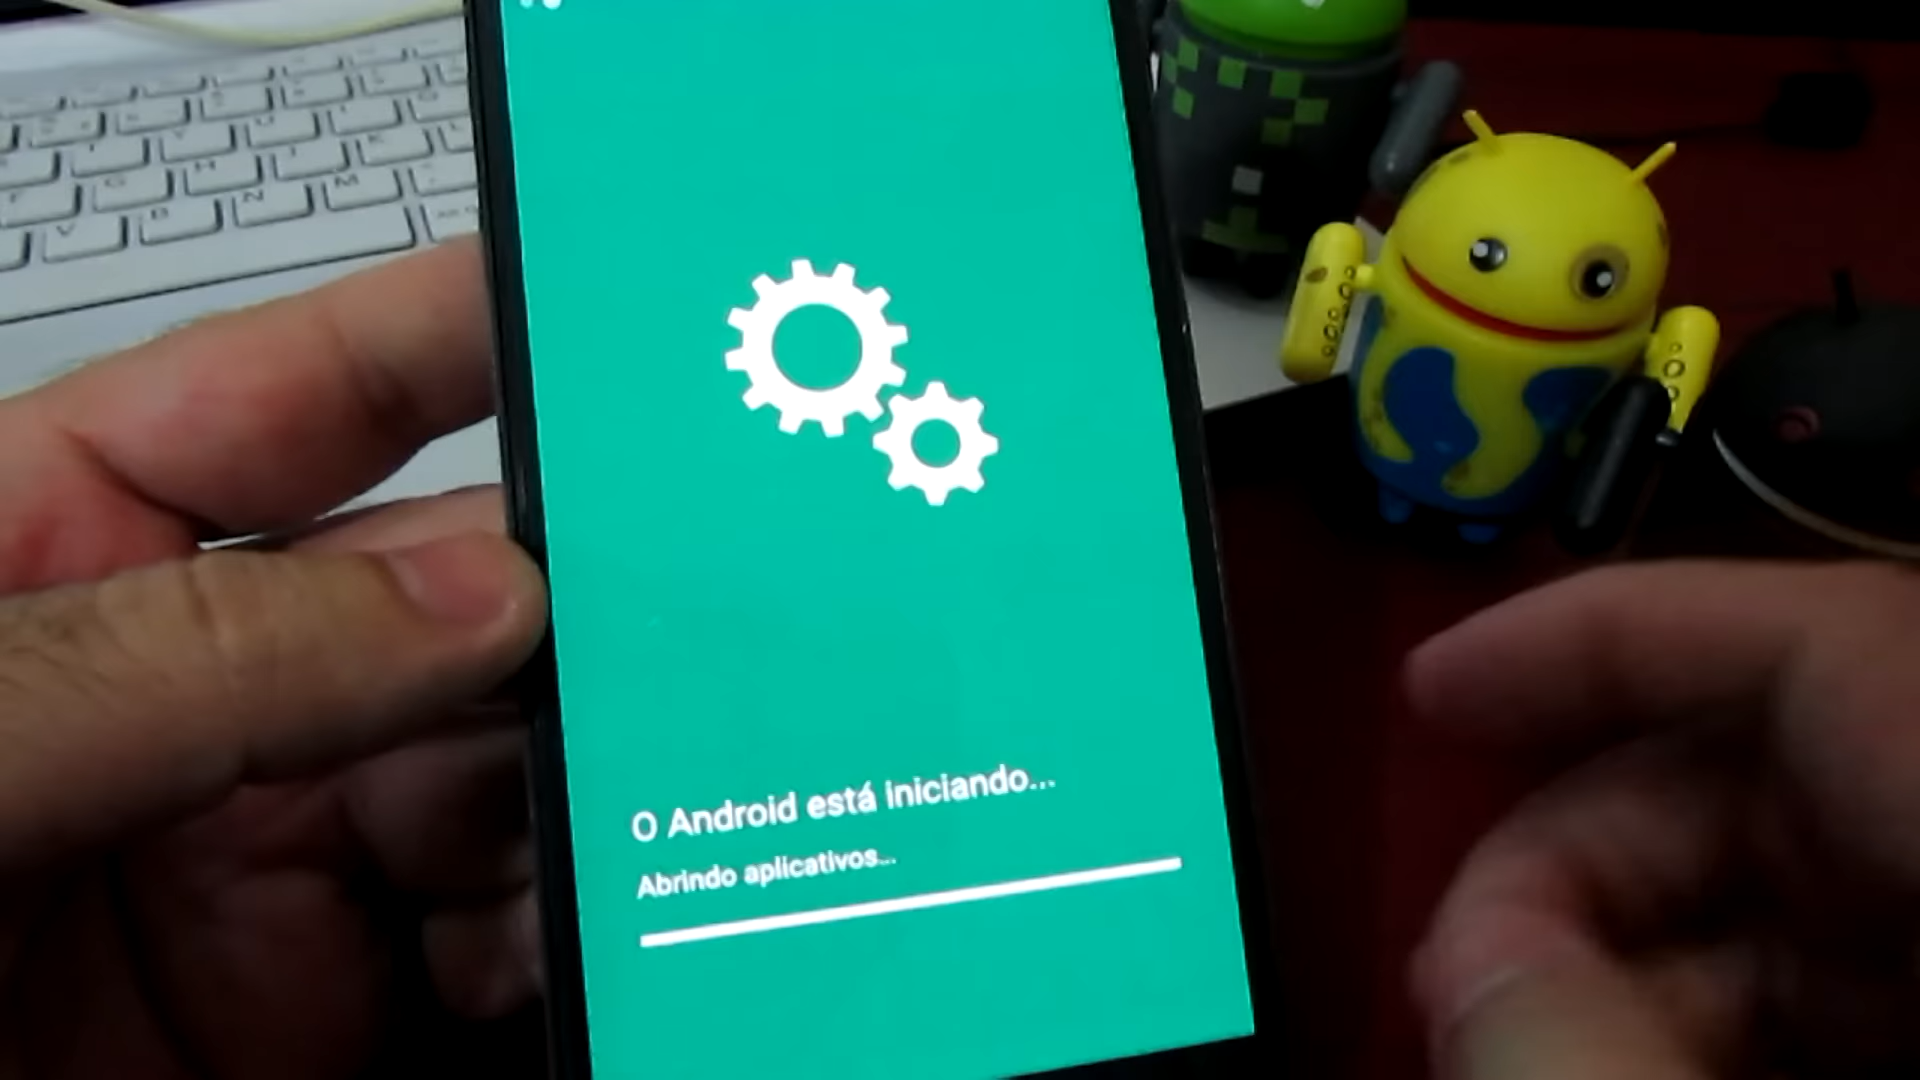 O Android está iniciando...
Abrindo aplicativos...
H
G
V
B
N
M